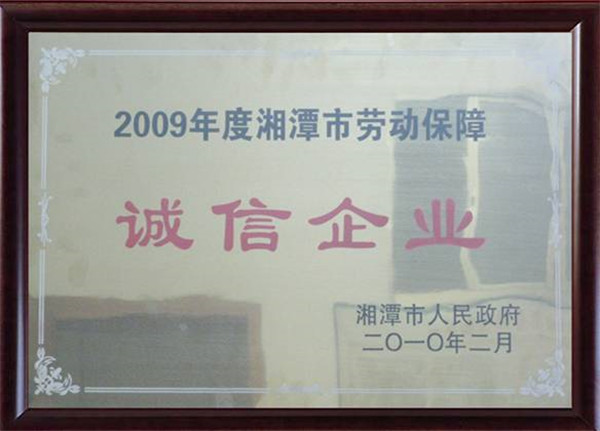 2009年度湘潭市劳动保障
诚信企业
湘潭市人民政府
二〇一〇年二月